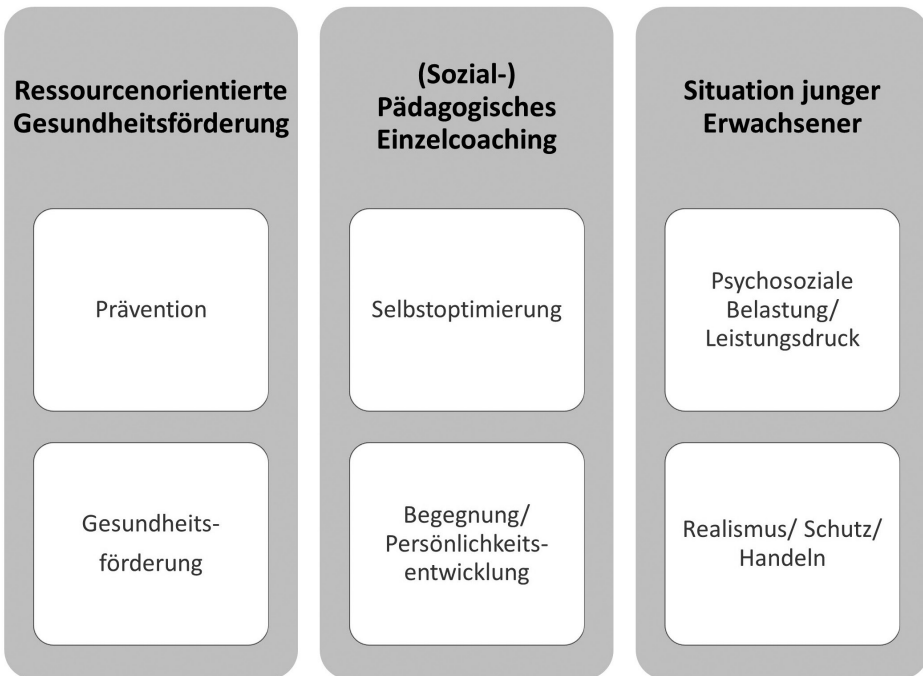 Ressourcenorientierte
Gesundheitsförderung
Prävention
Gesundheits-
förderung
(Sozial-)
Pädagogisches
Einzelcoaching
Selbstoptimierung
Begegnung/
Persönlichkeits-
entwicklung
Situation junger
Erwachsener
Psychosoziale
Belastung/
Leistungsdruck
Realismus/ Schutz/
Handeln